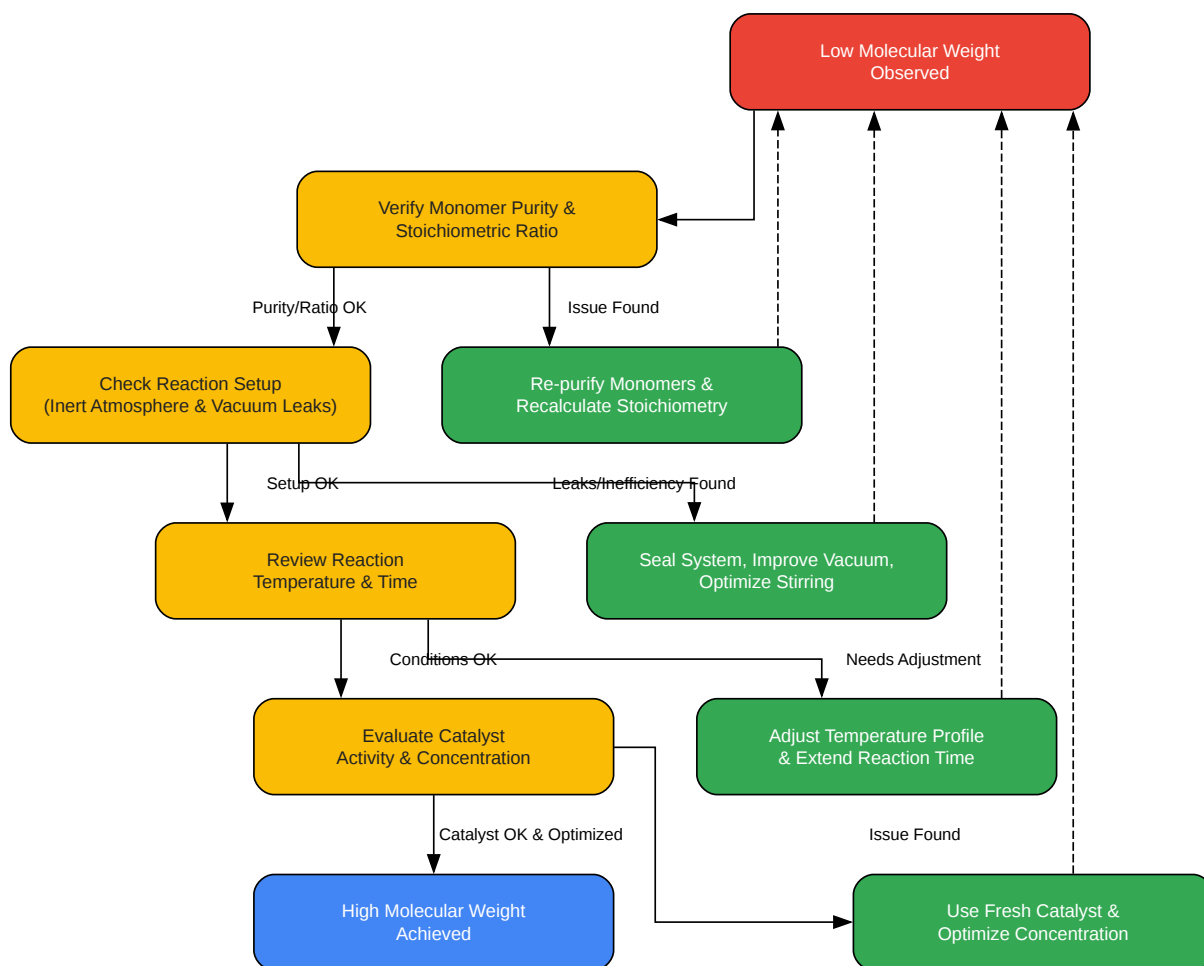 Low Molecular Weight
Observed
Verify Monomer Purity &
Stoichiometric Ratio
Purity/Ratio OK
Issue Found
Check Reaction Setup
(Inert Atmosphere & Vacuum Leaks)
Re-purify Monomers &
Recalculate Stoichiometry
Setup OK
Leaks/Inefficiency Found
Review Reaction
Temperature & Time
Seal System, Improve Vacuum,
Optimize Stirring
Conditions OK
Needs Adjustment
Evaluate Catalyst
Activity & Concentration
Adjust Temperature Profile
& Extend Reaction Time
Catalyst OK & Optimized
Issue Found
High Molecular Weight
Achieved
Use Fresh Catalyst &
Optimize Concentration